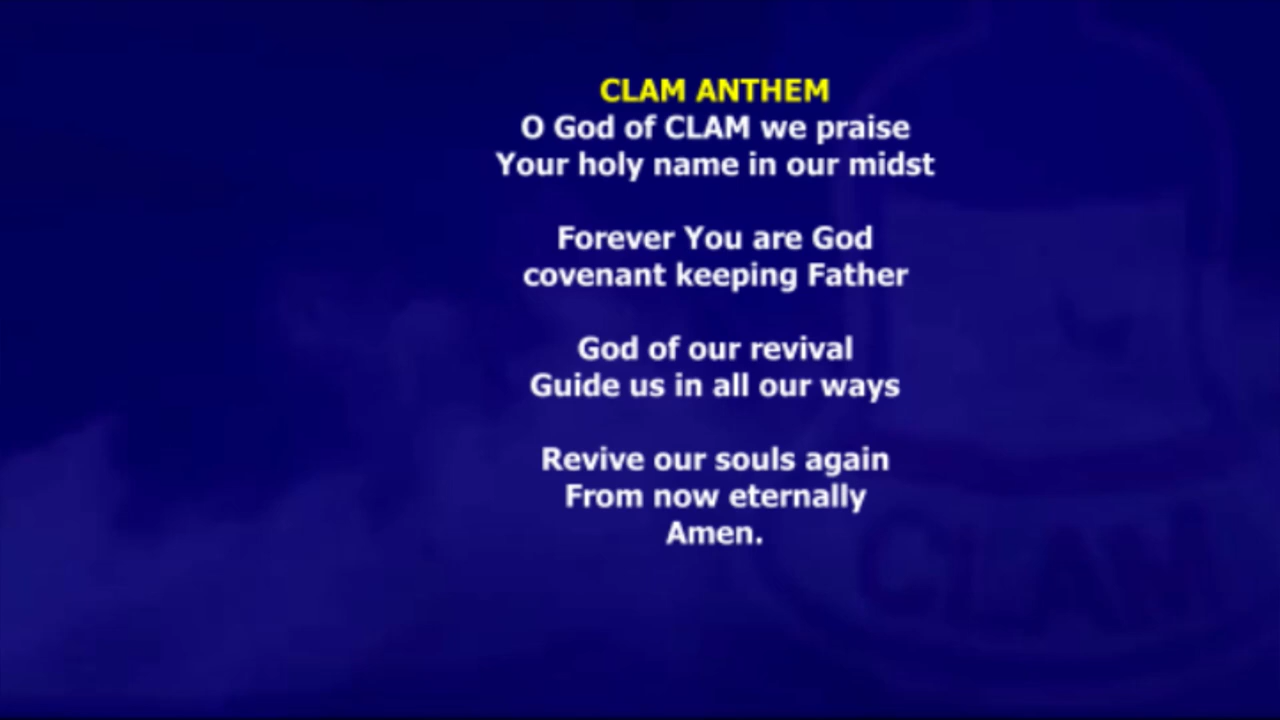 CLAM ANTHEM
O God of CLAM we praise
Your holy name in our midst
Forever You are God
covenant keeping Father
God of our revival
Guide us in all our ways
Revive our souls again
From now eternally
Amen.
CLAM